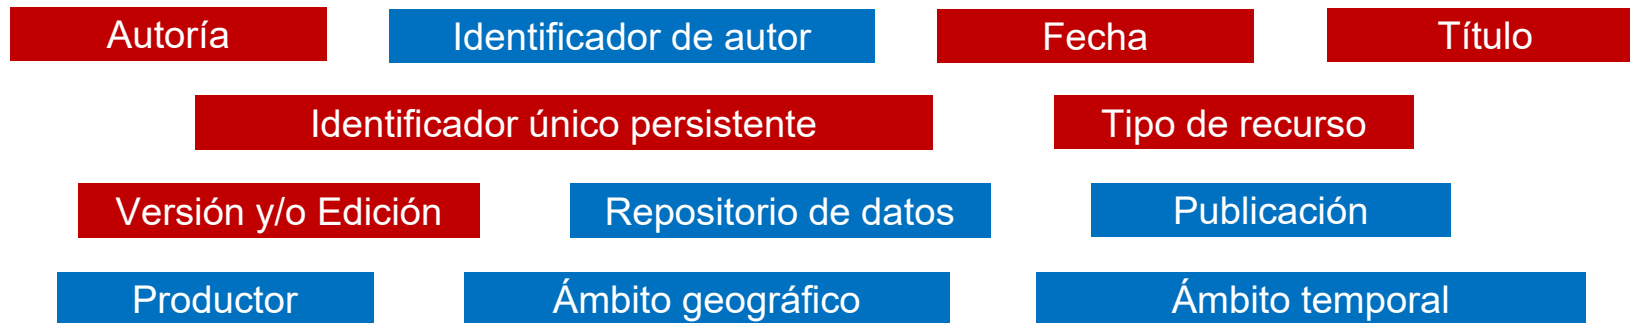 Autoría
Identificador de autor
Fecha
Título
Identificador único persistente
Tipo de recurso
Versión y/o Edición
Repositorio de datos
Publicación
Productor
Ámbito geográfico
Ámbito temporal